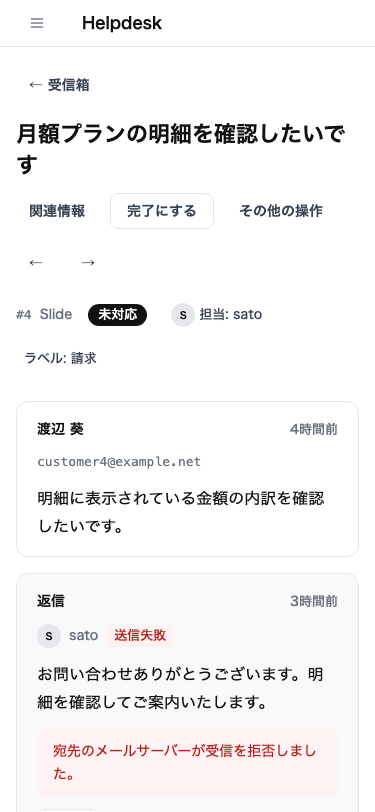 Helpdesk
← 受信箱
月額プランの明細を確認したいで
す
関連情報 完了にする その他の操作
← →
#4 Slide 未対応 s 担当: sato
ラベル: 請求
渡辺 葵 4時間前
customer4@example.net
明細に表示されている金額の内訳を確認
したいです。
返信 3時間前
s sato 送信失敗
お問い合わせありがとうございます。明
細を確認してご案内いたします。
宛先のメールサーバーが受信を拒否しまし
た。